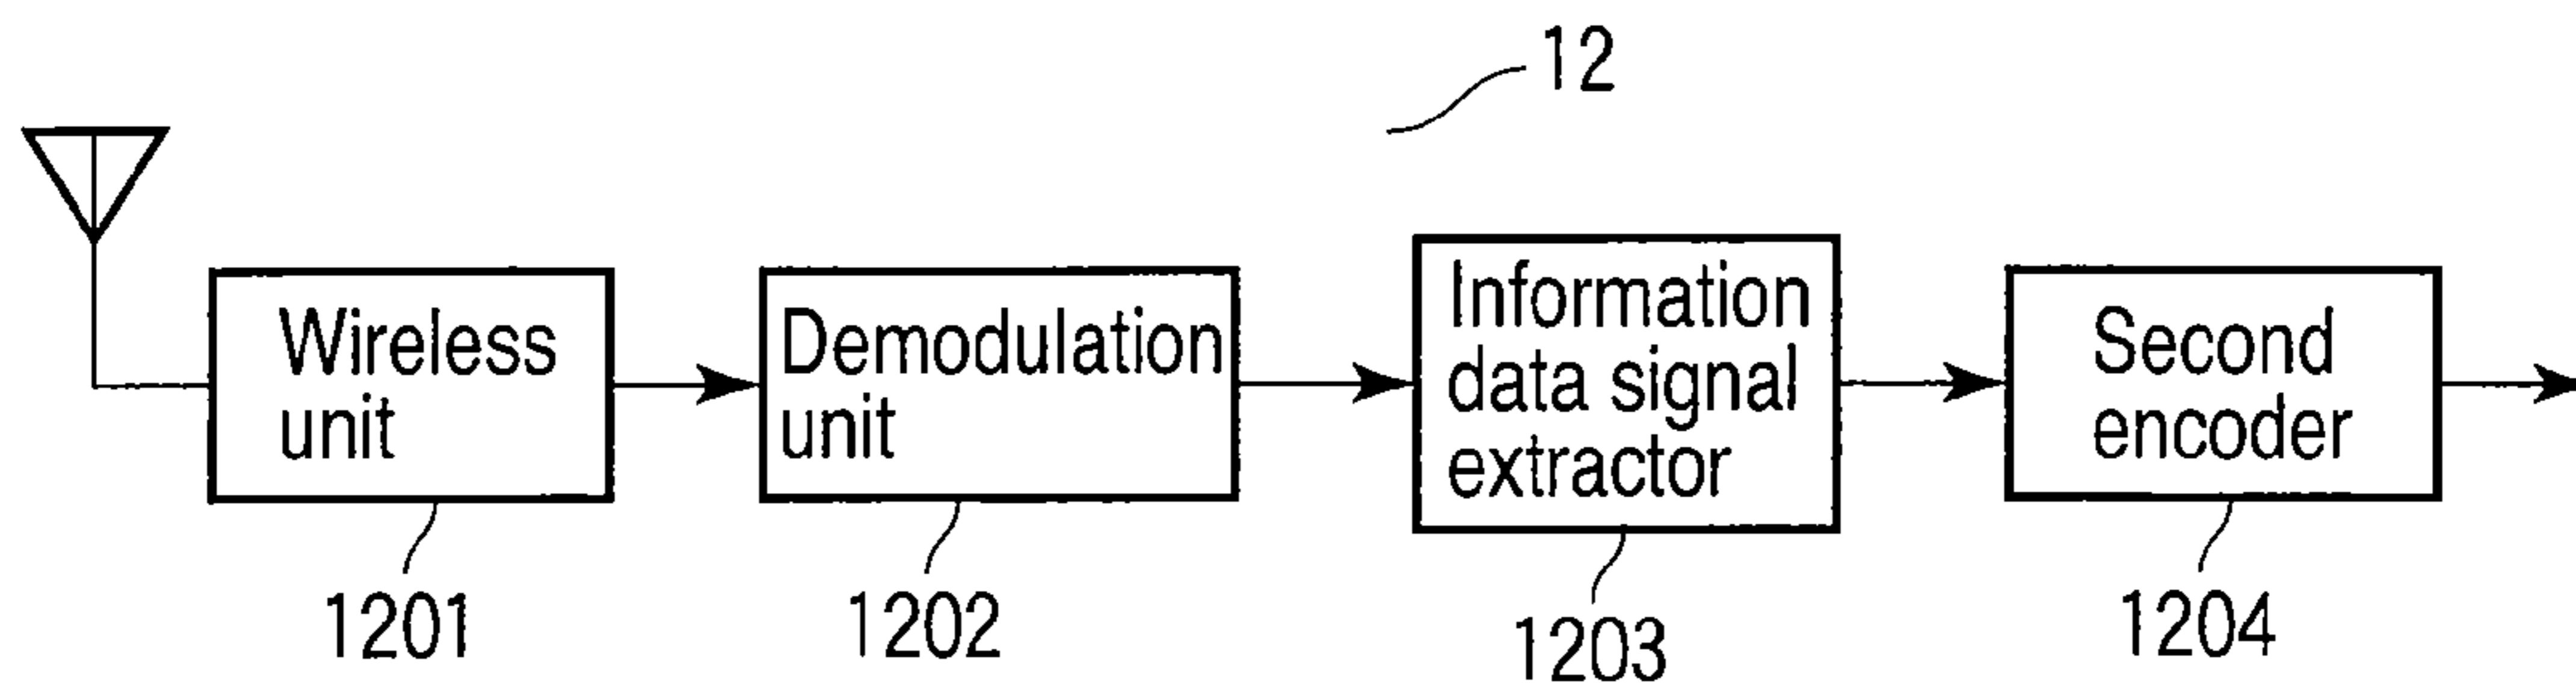 12
Wireless
unit
Demodulation
unit
Information
data signal
extractor
Second
encoder
1201
1202
1203
1204